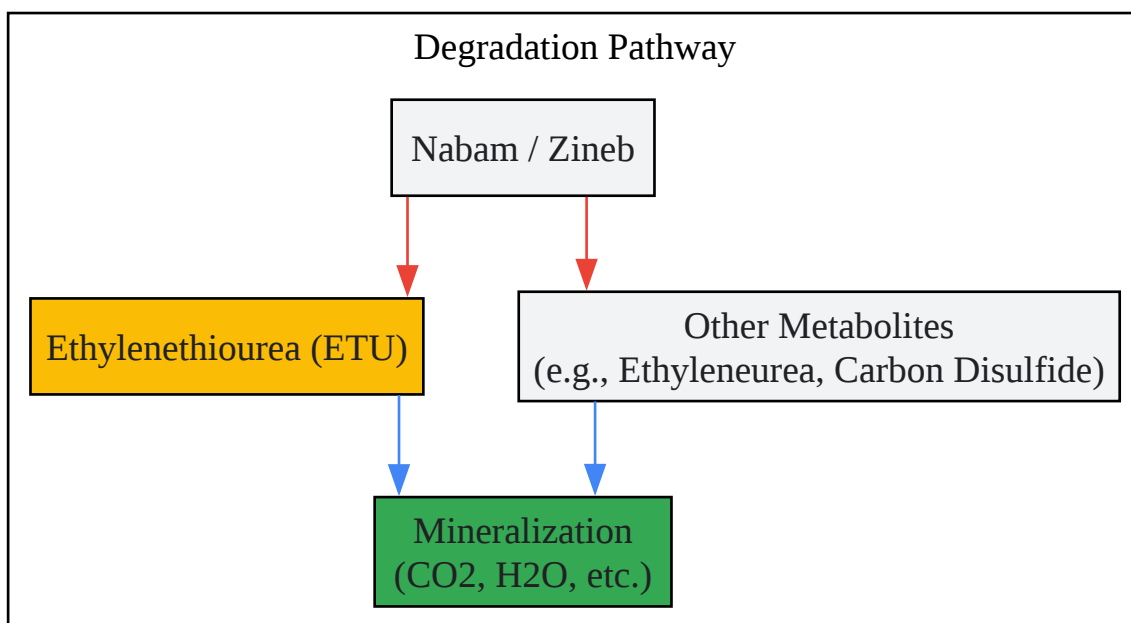 Degradation Pathway
Nabam / Zineb
Ethylenethiourea (ETU)
Other Metabolites
(e.g., Ethyleneurea, Carbon Disulfide)
Mineralization
(CO2, H2O, etc.)